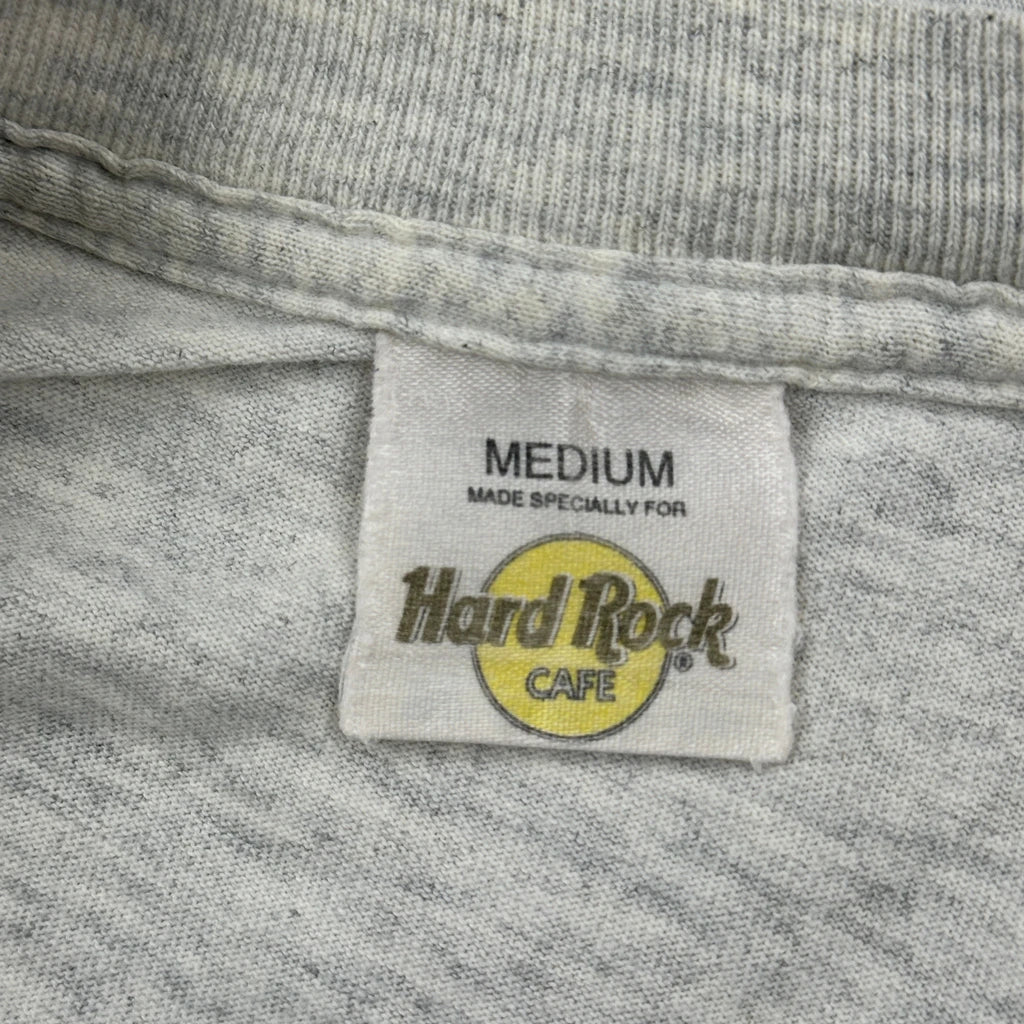 MEDIUM
MADE SPECIALLY FOR
Hard Rock
CAFE ®